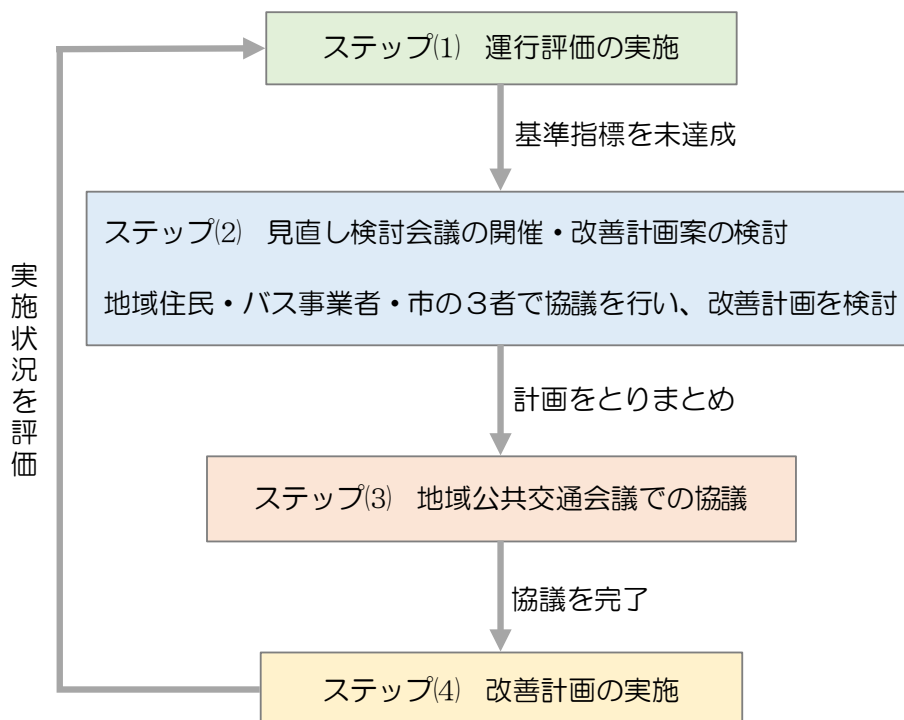 ステップ⑴　運行評価の実施
基準指標を未達成
ステップ⑵　見直し検討会議の開催・改善計画案の検討
地域住民・バス事業者・市の３者で協議を行い、改善計画を検討
計画をとりまとめ
ステップ⑶　地域公共交通会議での協議
協議を完了
ステップ⑷　改善計画の実施
実施状況を評価